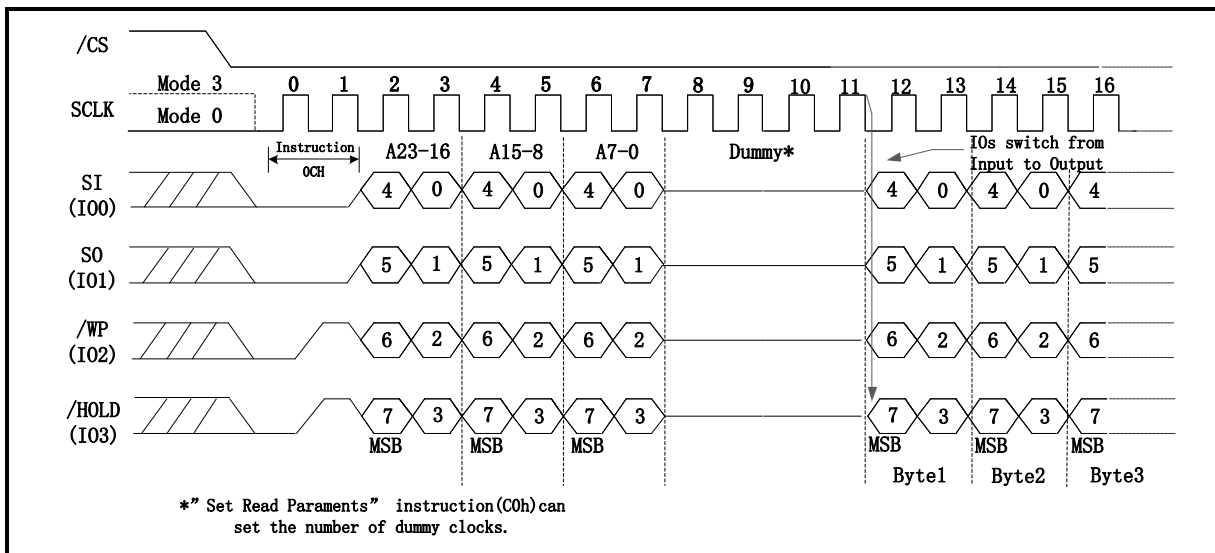 /CS
Mode 3 0 1 2 3 4 5 6 7 8 9 10 11 12 13 14 15 16
SCLK Mode 0
Instruction A23-16 A15-8 A7-0 Dummy* IOs switch from
0CH Input to Output
SI 4 0 4 0 4 0 4 0 4 0 4
(IO0)
SO 5 1 5 1 5 1 5 1 5 1 5
(IO1)
/WP 6 2 6 2 6 2 6 2 6 2 6
(IO2)
/HOLD 7 3 7 3 7 3 7 3 7 3 7
(IO3) MSB MSB MSB MSB MSB MSB
Byte1 Byte2 Byte3
*” Set Read Paraments” instruction(C0h)can
set the number of dummy clocks.